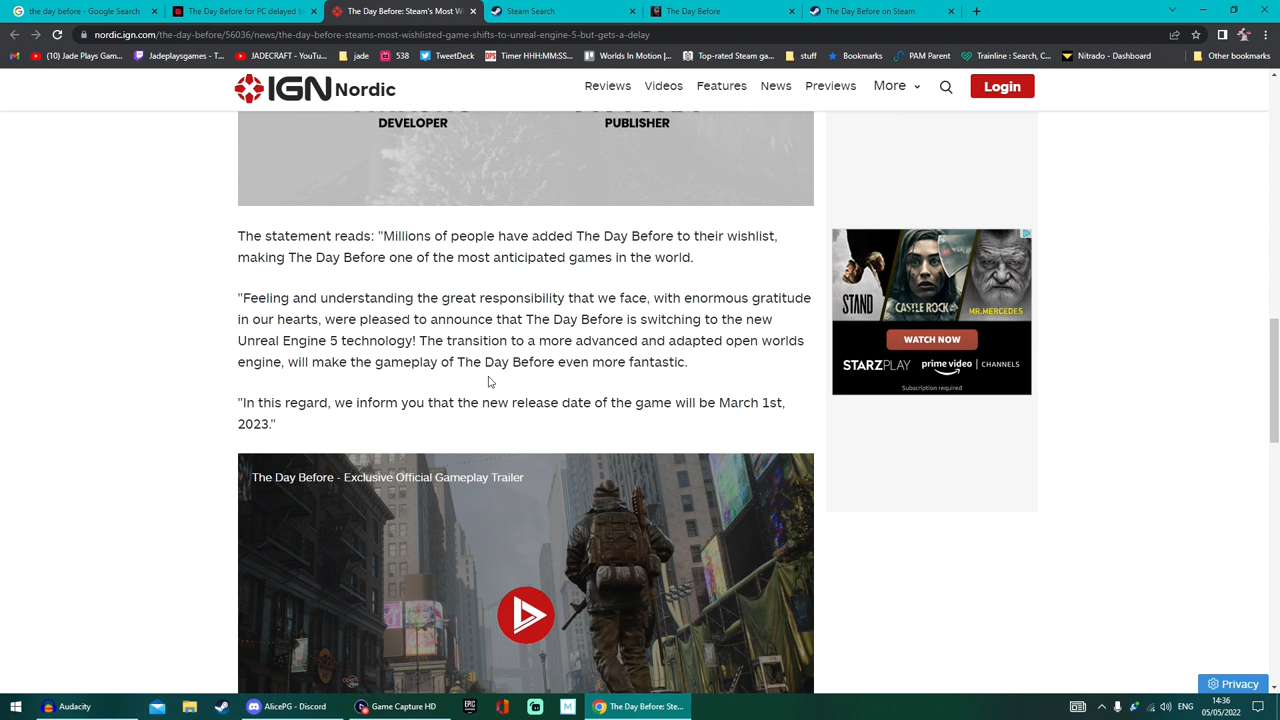 the day before - Google Search
The Day Before for PC delayed to
The Day Before: Steam's Most W
Steam Search
The Day Before
The Day Before on Steam
nordic.ign.com/the-day-before/56036/news/the-day-before-steams-most-wishlisted-game-shifts-to-unreal-engine-5-but-gets-a-delay
(10) Jade Plays Gam...
Jadeplaysgames - T...
JADECRAFT - YouTu...
jade
538
TweetDeck
Timer HHH:MM:SS...
Worlds In Motion |...
Top-rated Steam ga...
stuff
Bookmarks
PAM Parent
Trainline : Search, C...
Nitrado - Dashboard
Other bookmarks
IGN Nordic
Reviews
Videos
Features
News
Previews
More
Login
DEVELOPER
PUBLISHER
The statement reads: "Millions of people have added The Day Before to their wishlist,
making The Day Before one of the most anticipated games in the world.
"Feeling and understanding the great responsibility that we face, with enormous gratitude
in our hearts, were pleased to announce that The Day Before is switching to the new
Unreal Engine 5 technology! The transition to a more advanced and adapted open worlds
engine, will make the gameplay of The Day Before even more fantastic.
"In this regard, we inform you that the new release date of the game will be March 1st,
2023."
STAND
CASTLE ROCK
MR.MERCEDES
WATCH NOW
STARZPLAY
prime video | CHANNELS
Subscription required
The Day Before - Exclusive Official Gameplay Trailer
Privacy
Audacity
AlicePG - Discord
EPIC
GAMES
Game Capture HD
M
The Day Before: Ste...
ENG
14:36
05/05/2022